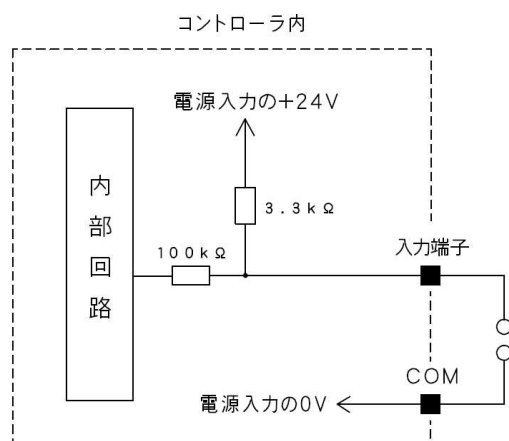 コントローラ内
電源入力の+24V
3.3kΩ
100kΩ
内部回路
入力端子
COM
電源入力の0V